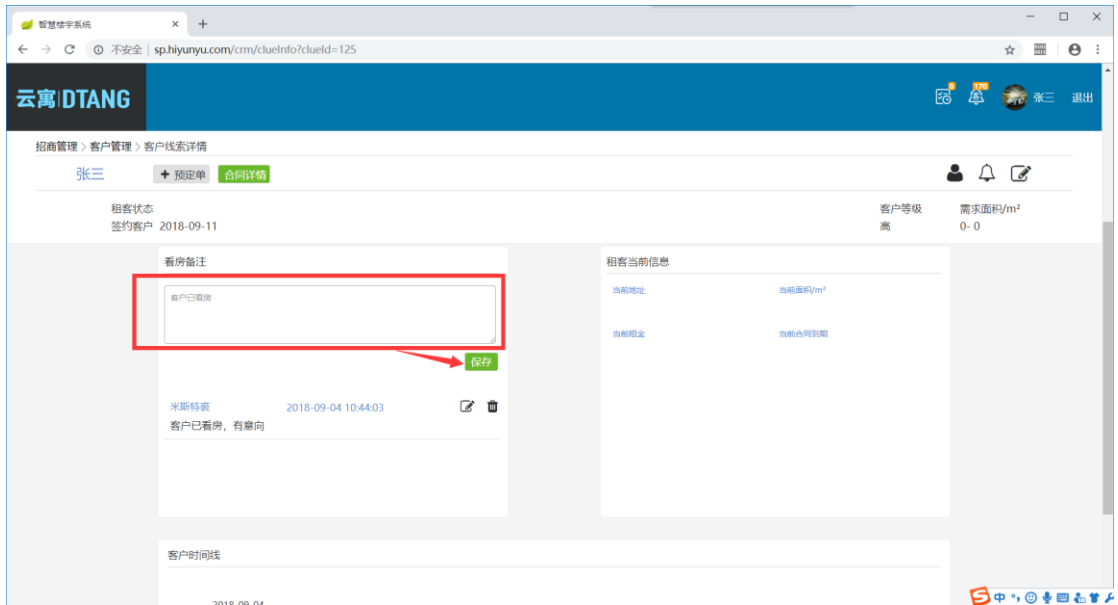 智慧楼宇系统
不安全 | sp.hiyunyu.com/crm/clueInfo?clueId=125
云寓|DTANG
6
170
张三 退出
招商管理 > 客户管理 > 客户线索详情
张三 + 预定单 合同详情
租客状态 客户等级 需求面积/m²
签约客户 2018-09-11 高 0- 0
看房备注 租客当前信息
客户已看房 当前地址 当前面积/m²
当前租金 当前合同到期
保存
米斯特裘 2018-09-04 10:44:03
客户已看房，有意向
客户时间线
2018-09-04
中